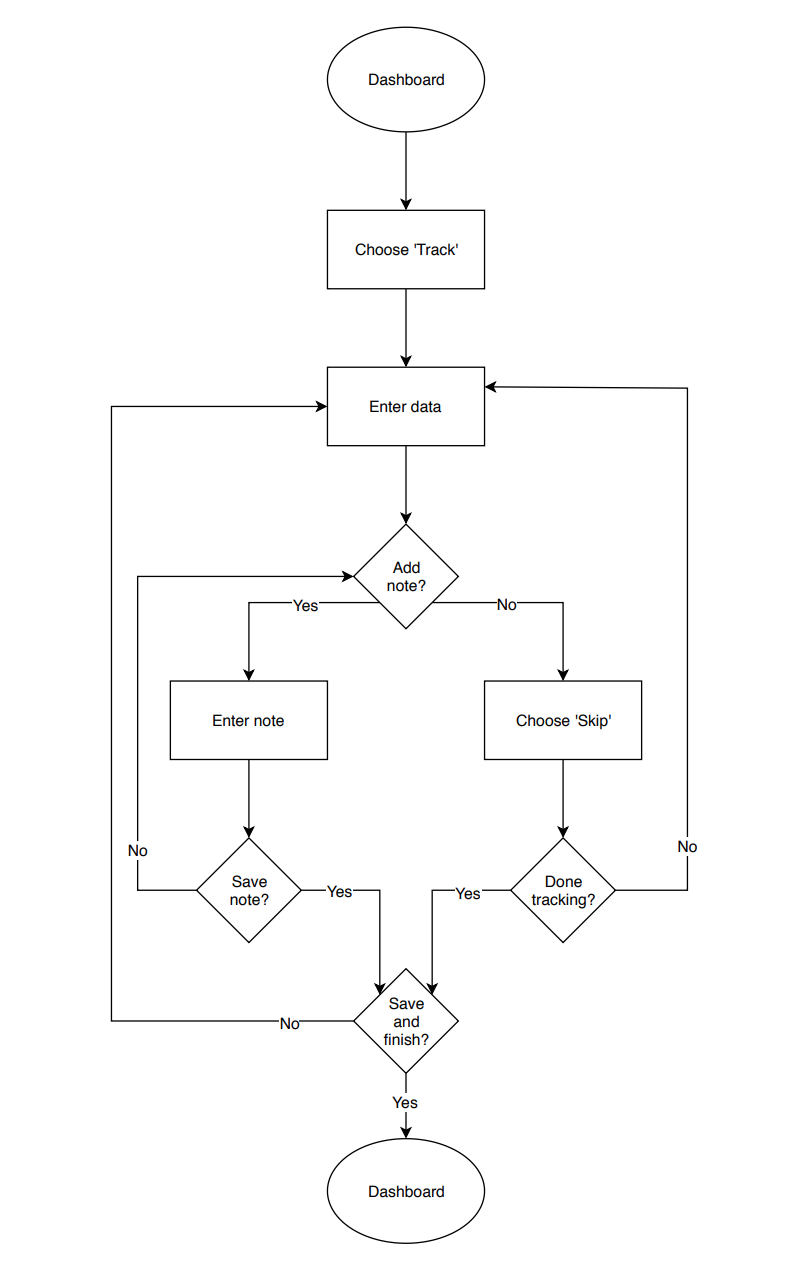 Dashboard
Choose 'Track'
Enter data
Add
note?
Yes
No
Enter note
Choose 'Skip'
No
No
Save
note?
Yes
Yes
Done
tracking?
Save
and
finish?
No
Yes
Dashboard